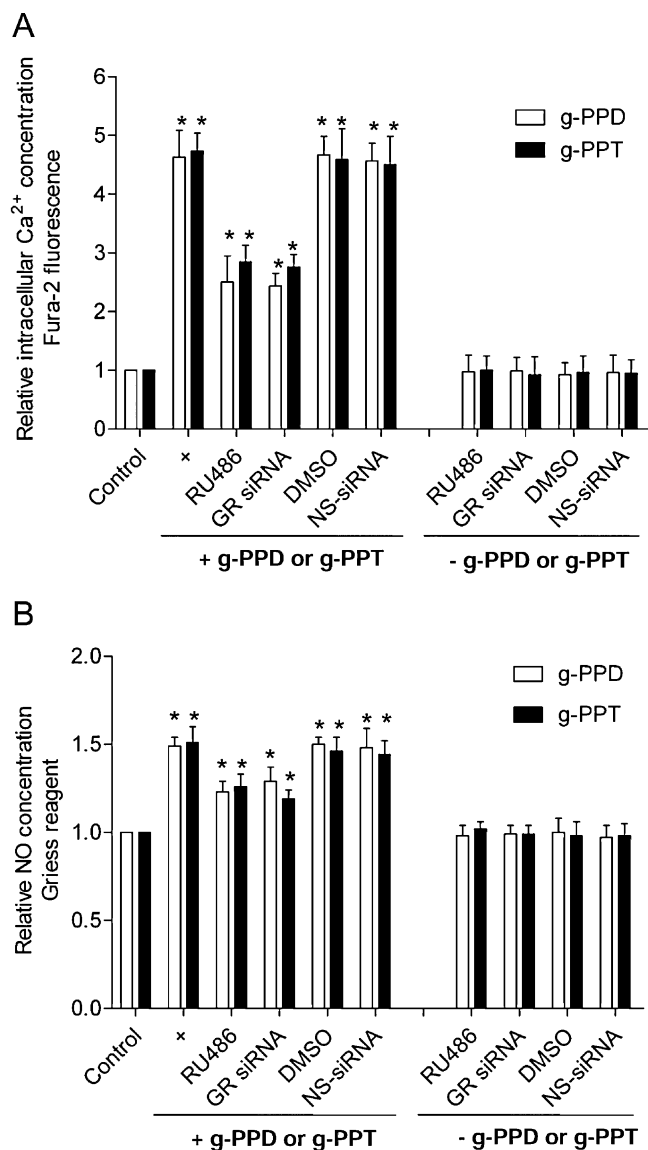 A
Relative intracellular Ca2+ concentration
Fura-2 fluorescence
6
5
4
3
2
1
0
* * * * * * * * * *
g-PPD
g-PPT
Control
+
RU486
GR siRNA
DMSO
NS-siRNA
RU486
GR siRNA
DMSO
NS-siRNA
+ g-PPD or g-PPT
- g-PPD or g-PPT
B
Relative NO concentration
Griess reagent
2.0
1.5
1.0
0.5
0.0
* * * * * * * * * *
g-PPD
g-PPT
Control
+
RU486
GR siRNA
DMSO
NS-siRNA
RU486
GR siRNA
DMSO
NS-siRNA
+ g-PPD or g-PPT
- g-PPD or g-PPT